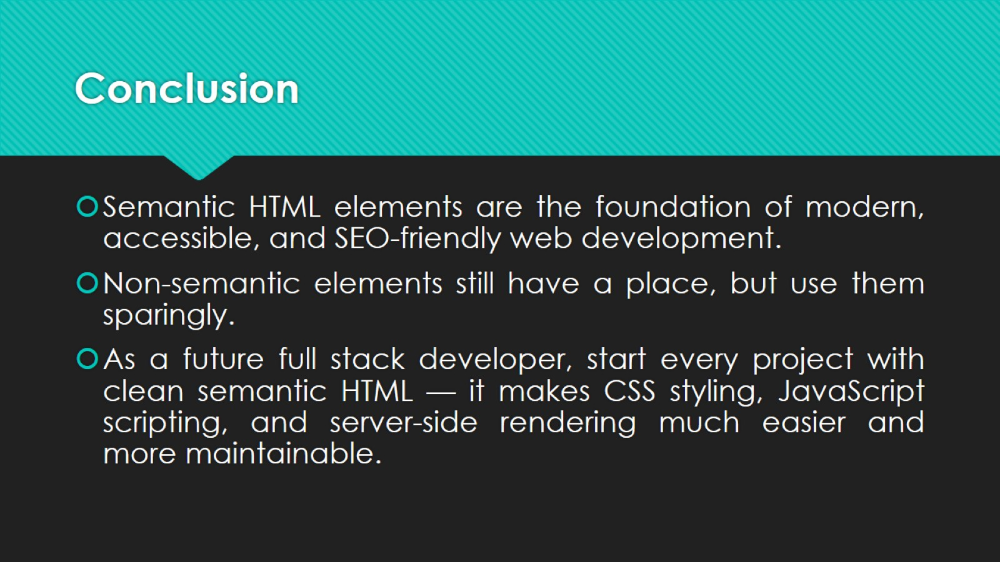 Conclusion
Semantic HTML elements are the foundation of modern,
accessible, and SEO-friendly web development.
Non-semantic elements still have a place, but use them
sparingly.
As a future full stack developer, start every project with
clean semantic HTML — it makes CSS styling, JavaScript
scripting, and server-side rendering much easier and
more maintainable.